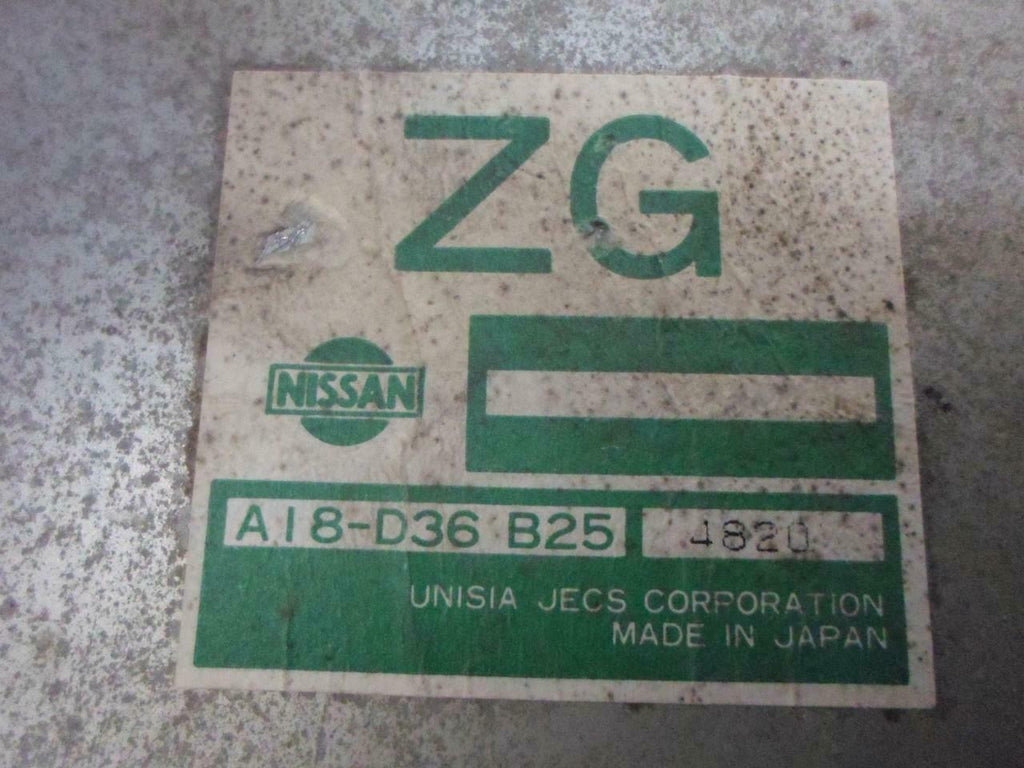 ZG
NISSAN
A18-D36 B25 4820
UNISIA JECS CORPORATION
MADE IN JAPAN